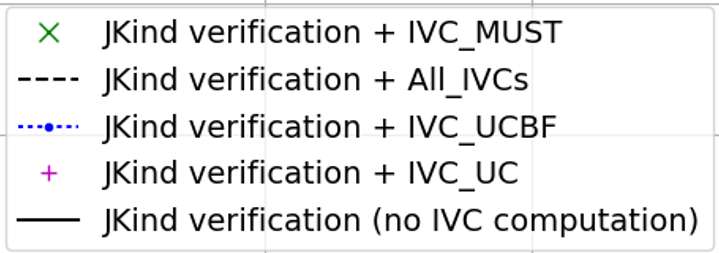 JKind verification + IVC_MUST
JKind verification + All_IVCs
JKind verification + IVC_UCBF
JKind verification + IVC_UC
JKind verification (no IVC computation)